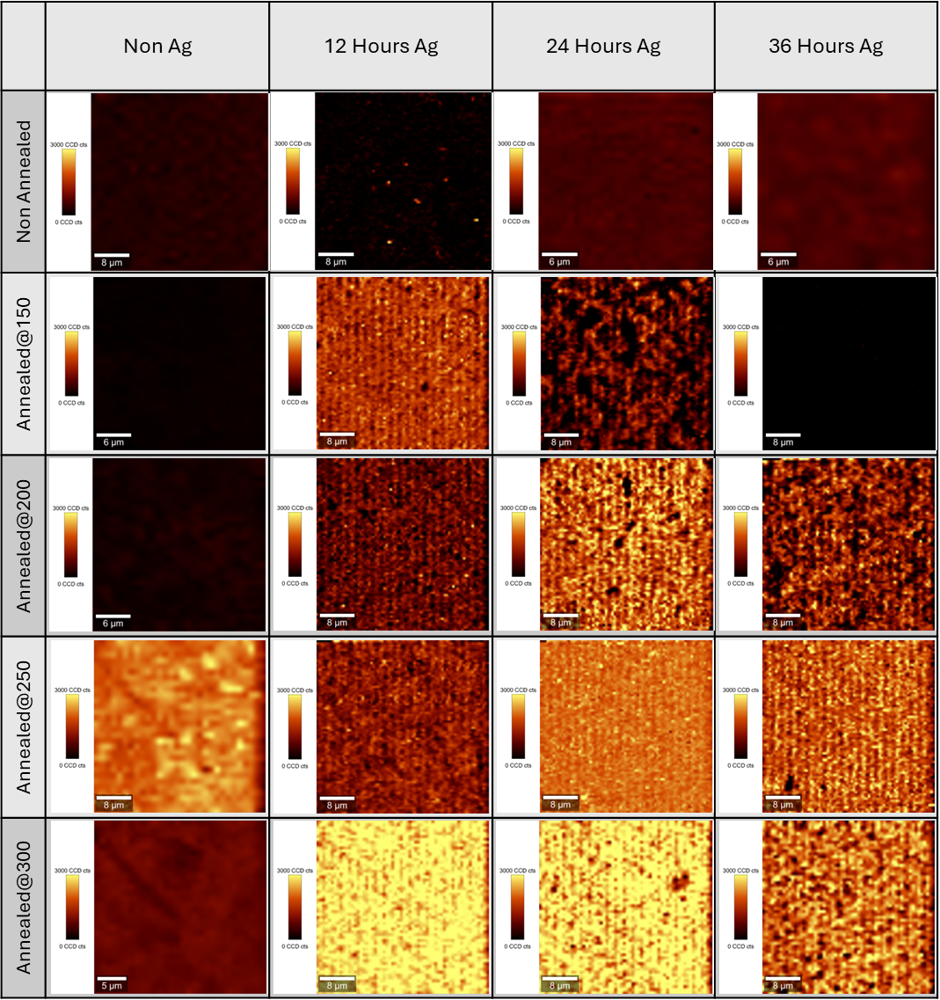 Non Ag
12 Hours Ag
24 Hours Ag
36 Hours Ag
Non Annealed
3000 CCD cts
0 CCD cts
8 µm
3000 CCD cts
0 CCD cts
8 µm
3000 CCD cts
0 CCD cts
6 µm
3000 CCD cts
0 CCD cts
6 µm
Annealed@150
3000 CCD cts
0 CCD cts
6 µm
3000 CCD cts
0 CCD cts
8 µm
3000 CCD cts
0 CCD cts
8 µm
3000 CCD cts
0 CCD cts
8 µm
Annealed@200
3000 CCD cts
0 CCD cts
6 µm
3000 CCD cts
0 CCD cts
8 µm
3000 CCD cts
0 CCD cts
8 µm
3000 CCD cts
0 CCD cts
8 µm
Annealed@250
3000 CCD cts
0 CCD cts
8 µm
3000 CCD cts
0 CCD cts
8 µm
3000 CCD cts
0 CCD cts
8 µm
3000 CCD cts
0 CCD cts
8 µm
Annealed@300
3000 CCD cts
0 CCD cts
5 µm
3000 CCD cts
0 CCD cts
8 µm
3000 CCD cts
0 CCD cts
8 µm
3000 CCD cts
0 CCD cts
8 µm